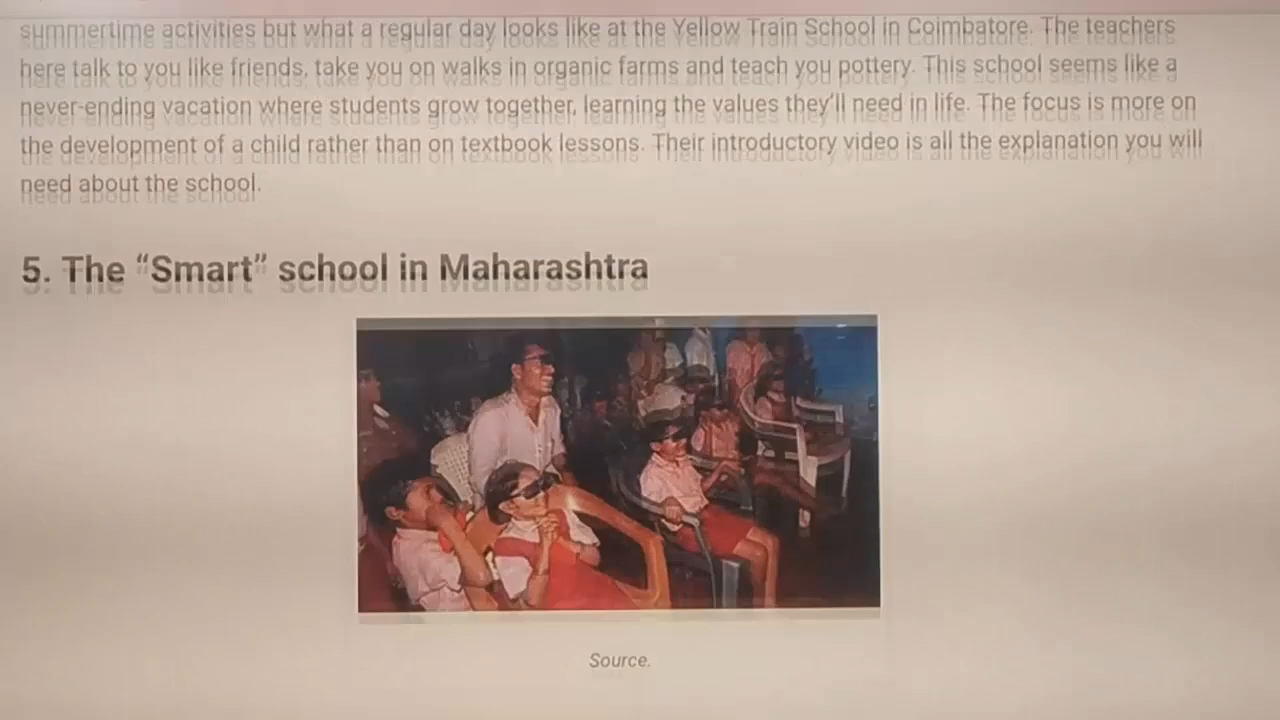 summertime activities but what a regular day looks like at the Yellow Train School in Coimbatore. The teachers
here talk to you like friends, take you on walks in organic farms and teach you pottery. This school seems like a
never-ending vacation where students grow together, learning the values they'll need in life. The focus is more on
the development of a child rather than on textbook lessons. Their introductory video is all the explanation you will
need about the school.
5. The “Smart” school in Maharashtra
Source.